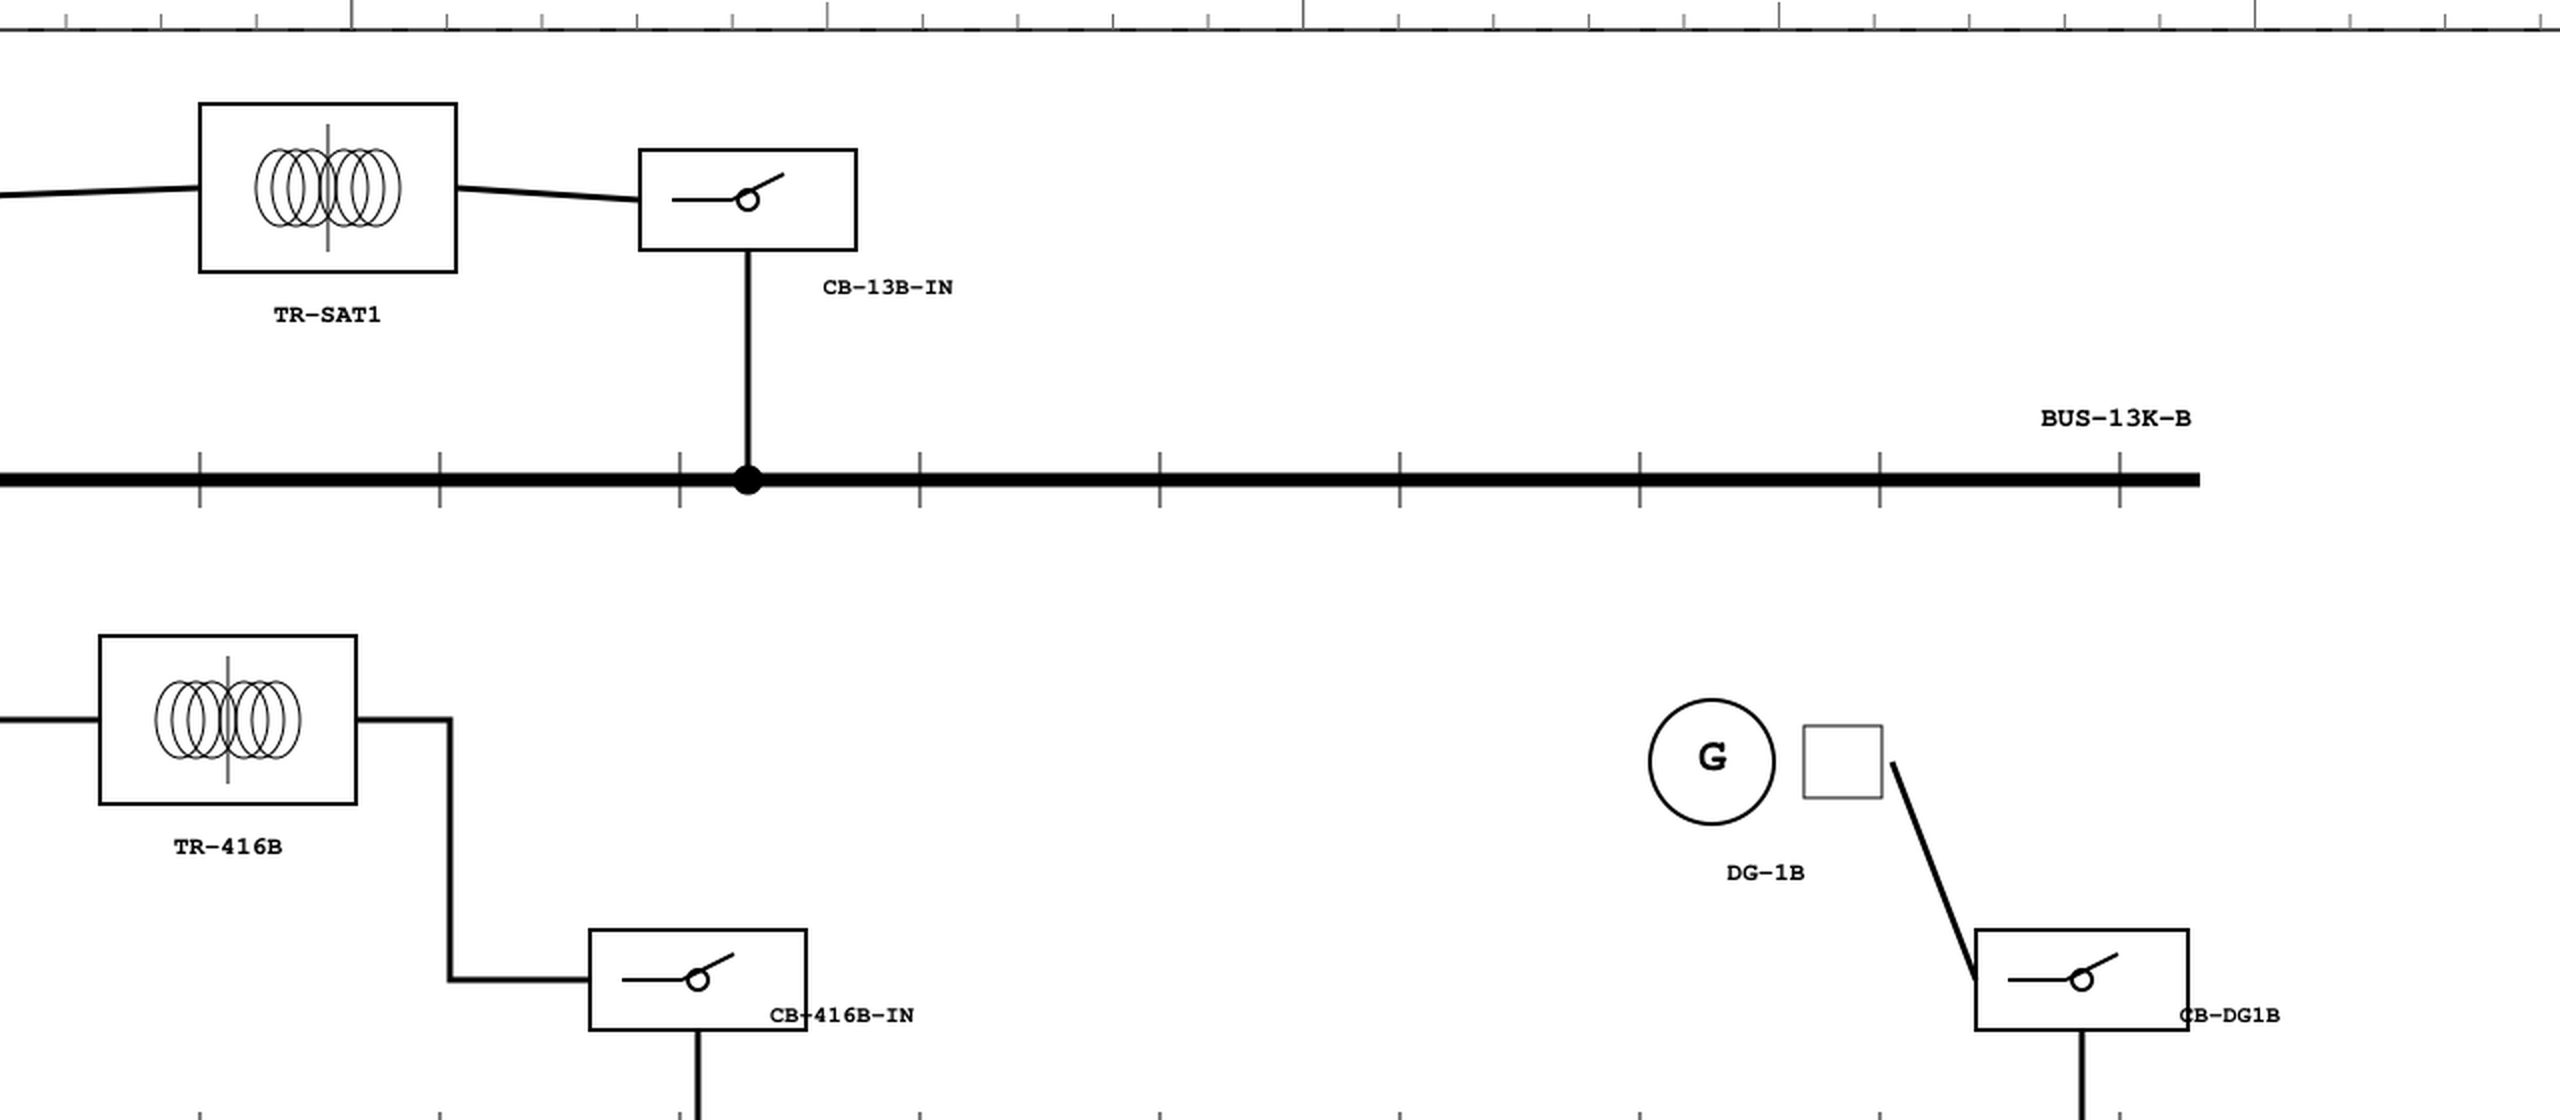 CB-13B-IN
TR-SAT1
BUS-13K-B
G
TR-416B
DG-1B
CB-416B-IN
CB-DG1B